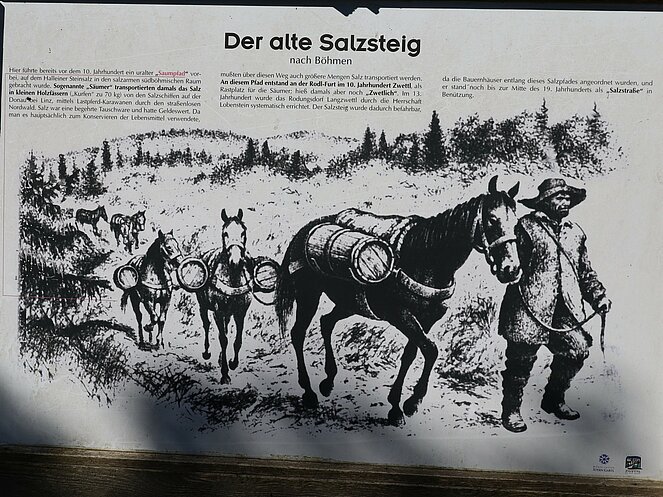 Der alte Salzsteig
nach Böhmen
Hier führte bereits vor dem 10. Jahrhundert ein uralter „Saumpfad" vor-
bei, auf dem Halleiner Steinsalz in den salzarmen südböhmischen Raum
gebracht wurde. Sogenannte „Säumer" transportierten damals das Salz
in kleinen Holzfässern („Kufen" zu 70 kg) von den Salzschiffen auf der
Donau bei Linz, mittels Lastpferd-Karawanen durch den straßenlosen
Nordwald. Salz war eine begehrte Tauschware und hatte Geldeswert. Da
man es hauptsächlich zum Konservieren der Lebensmittel verwendete,
mußten über diesen Weg auch größere Mengen Salz transportiert werden.
An diesem Pfad entstand an der Rodl-Furt im 10. Jahrhundert Zwettl, als
Rastplatz für die Säumer; hieß damals aber noch „Zwetlich". Im 13.
Jahrhundert wurde das Rodungsdorf Langzwettl durch die Herrschaft
Lobenstein systematisch errichtet. Der Salzsteig wurde dadurch befahrbar,
da die Bauernhäuser entlang dieses Salzpfades angeordnet wurden, und
er stand noch bis zur Mitte des 19. Jahrhunderts als „Salzstraße" in
Benützung.